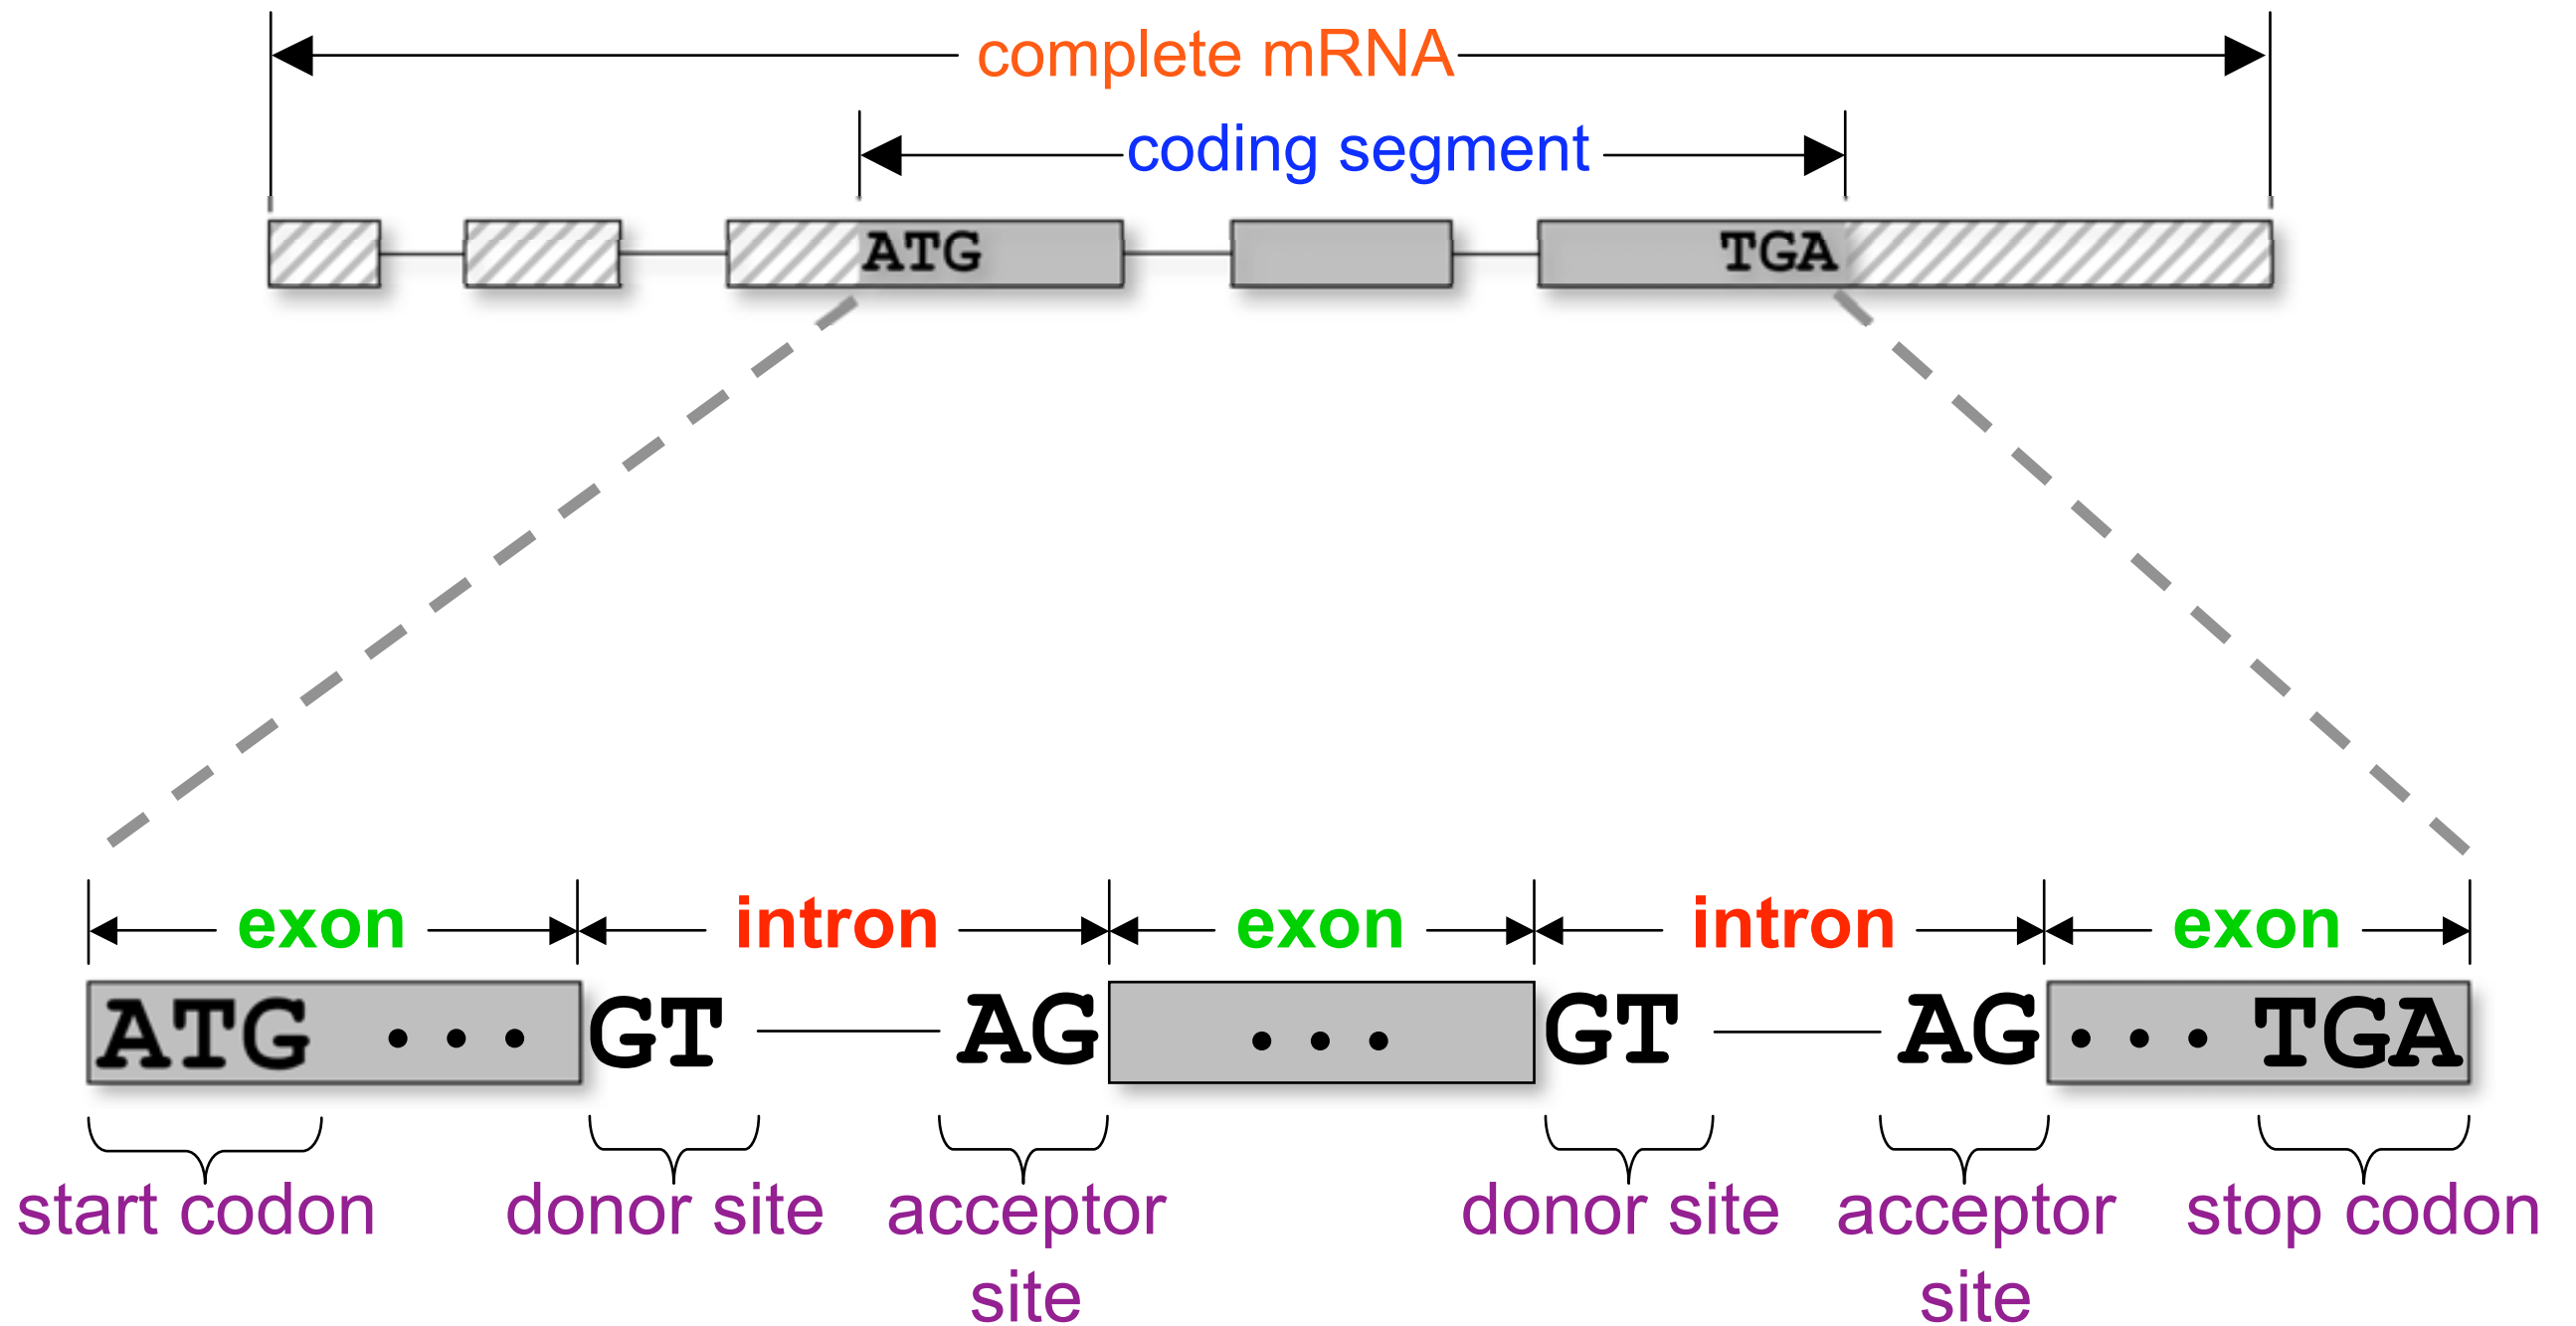 complete mRNA
coding segment
ATG TGA
exon intron exon intron exon
ATG ... GT AG ... GT AG ... TGA
start codon donor site acceptor site donor site acceptor site stop codon